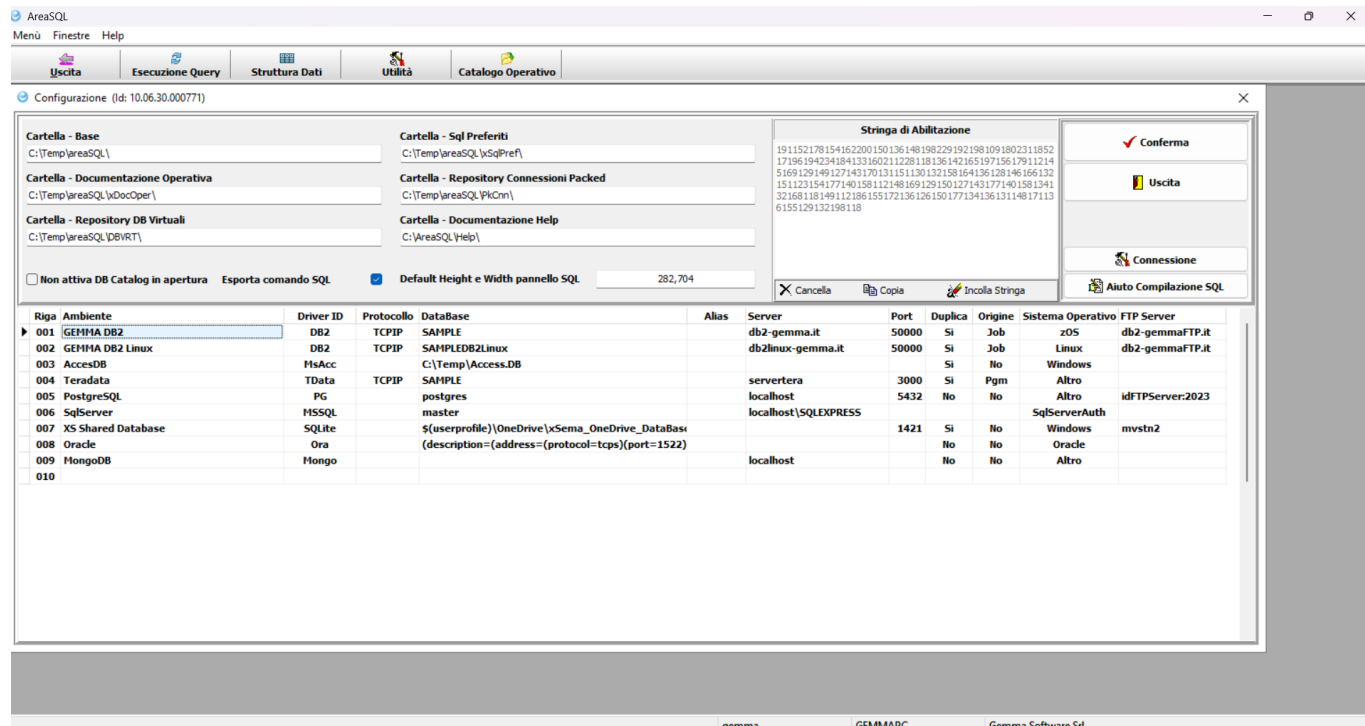 AreaSQL
Menù Finestre Help
Uscita Esecuzione Query Struttura Dati Utilità Catalogo Operativo
Configurazione (Id: 10.06.30.000771)
Cartella - Base
C:\Temp\areaSQL\
Cartella - Documentazione Operativa
C:\Temp\areaSQL\xDocOper\
Cartella - Repository DB Virtuali
C:\Temp\areaSQL\DBVRT\
Cartella - Sql Preferiti
C:\Temp\areaSQL\xSqlPref\
Cartella - Repository Connessioni Packed
C:\Temp\areaSQL\PkCnn\
Cartella - Documentazione Help
C:\AreaSQL\Help\
Non attiva DB Catalog in apertura Esporta comando SQL Default Height e Width pannello SQL 282,704
Stringa di Abilitazione
6155129132198118
Cancella Copia Incolla Stringa
Conferma
Uscita
Connessione
Aiuto Compilazione SQL
Riga Ambiente Driver ID Protocollo DataBase Alias Server Port Duplica Origine Sistema Operativo FTP Server
001 GEMMA DB2 DB2 TCPIP SAMPLE db2-gemma.it 50000 Si Job zOS db2-gemmaFTP.it
002 GEMMA DB2 Linux DB2 TCPIP SAMPLEDB2Linux db2linux-gemma.it 50000 Si Job Linux db2-gemmaFTP.it
003 AccesDB MsAcc C:\Temp\Access.DB Si No Windows
004 Teradata TData TCPIP SAMPLE servertera 3000 Si Pgm Altro
005 PostgreSQL PG postgres localhost 5432 No No Altro idFTPServer:2023
006 SqlServer MSSQL master localhost\SQLEXPRESS SqlServerAuth
007 XS Shared Database SQLite $(userprofile)\OneDrive\xSema_OneDrive_DataBas 1421 Si No Windows mvstn2
008 Oracle Ora (description=(address=(protocol=tcps)(port=1522) No No Oracle
009 MongoDB Mongo localhost No No Altro
010
gemma GEMMAPC Gemma Software Srl